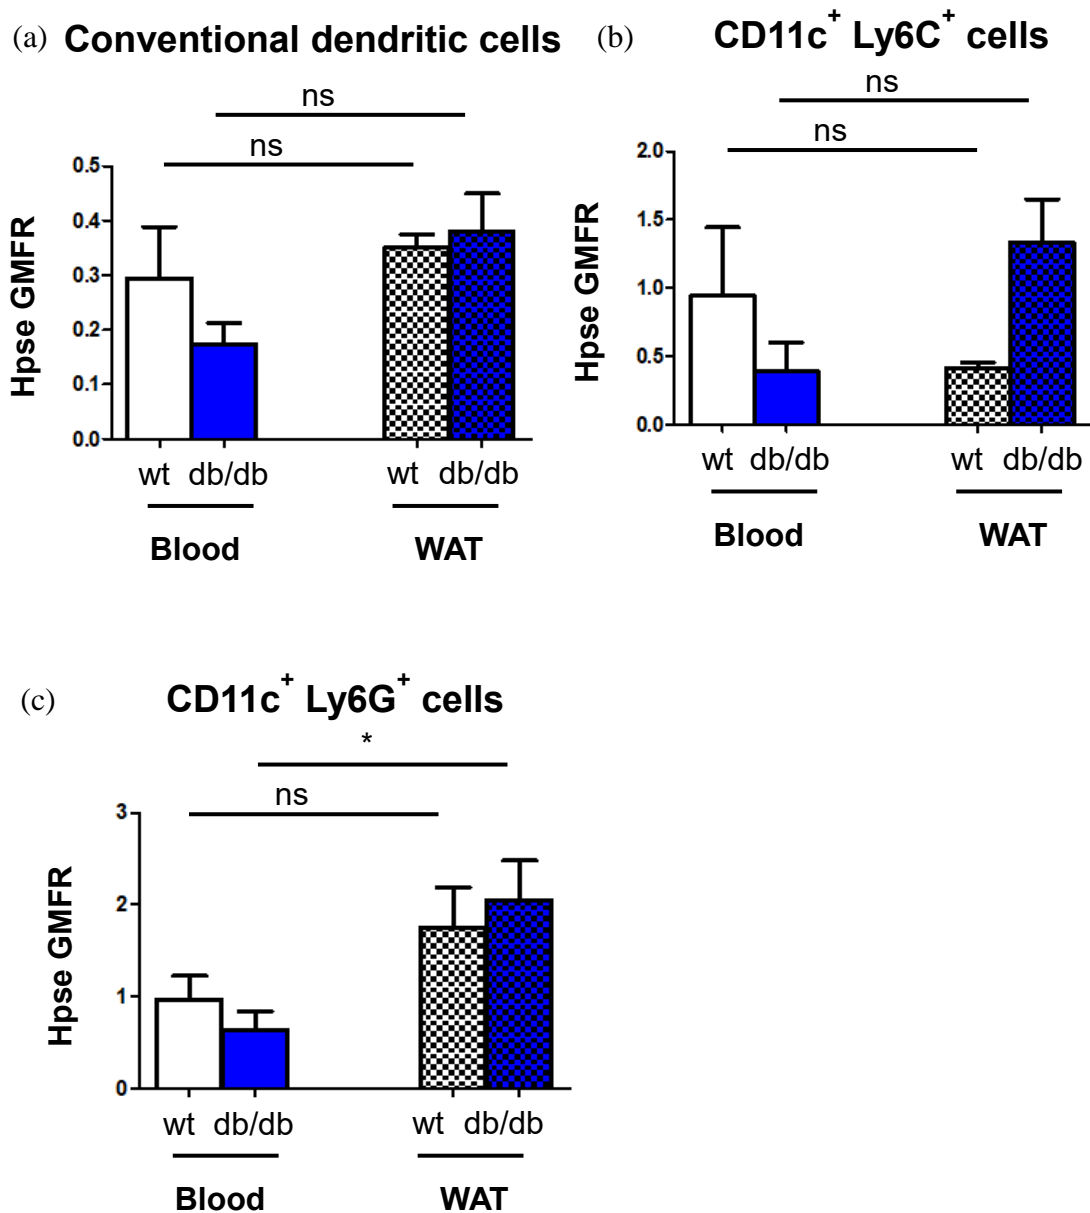 (a) Conventional dendritic cells
ns
ns
Hpse GMFR
0.5
0.4
0.3
0.2
0.1
0.0
wt db/db wt db/db
Blood WAT
(b) CD11c+ Ly6C+ cells
ns
ns
Hpse GMFR
2.0
1.5
1.0
0.5
0.0
wt db/db wt db/db
Blood WAT
(c) CD11c+ Ly6G+ cells
*
ns
Hpse GMFR
3
2
1
0
wt db/db wt db/db
Blood WAT